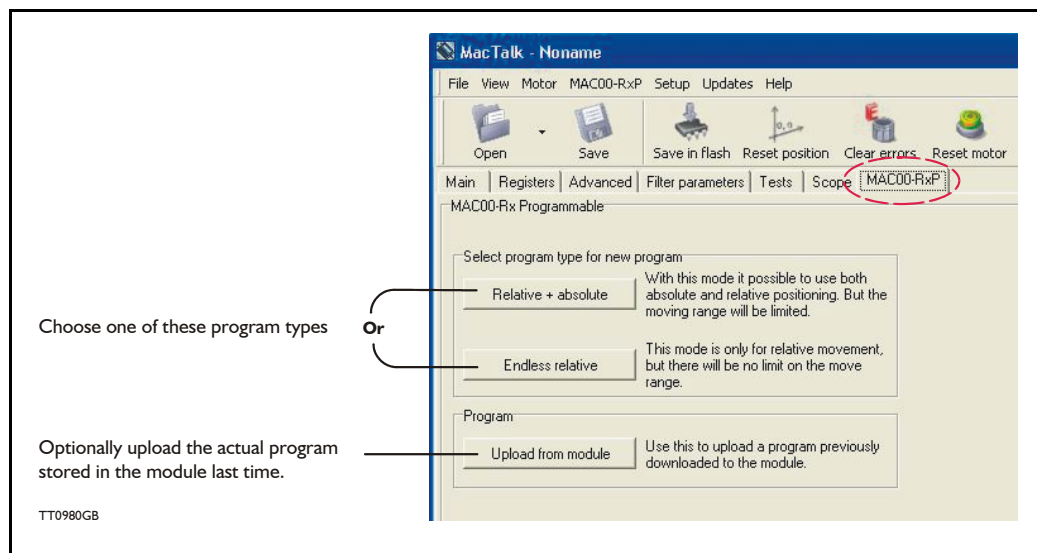 MacTalk - Noname
File View Motor MAC00-RxP Setup Updates Help
Open Save Save in flash Reset position Clear errors Reset motor
Main Registers Advanced Filter parameters Tests Scope MAC00-RxP
MAC00-Rx Programmable
Select program type for new program
Relative + absolute
With this mode it possible to use both
absolute and relative positioning. But the
moving range will be limited.
Choose one of these program types Or
Endless relative
This mode is only for relative movement,
but there will be no limit on the move
range.
Program
Optionally upload the actual program
stored in the module last time.
Upload from module
Use this to upload a program previously
downloaded to the module.
TT0980GB